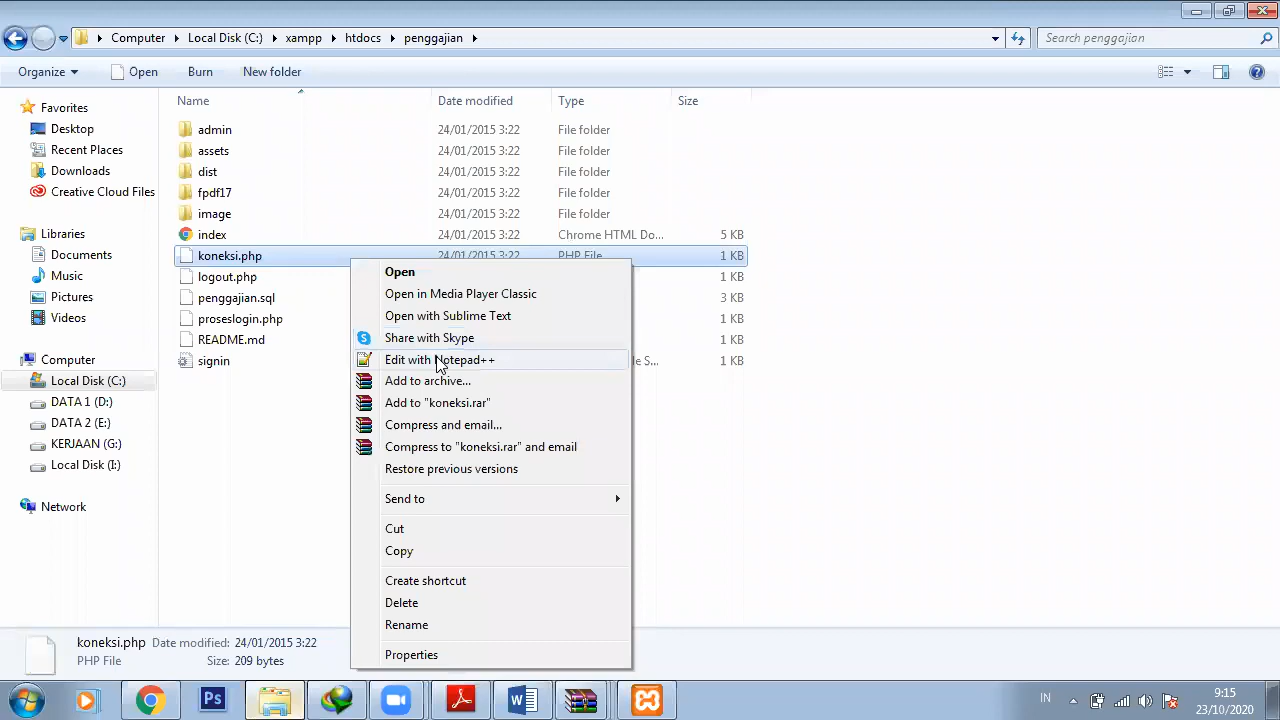 Computer Local Disk (C:) xampp htdocs penggajian
Search penggajian
Organize Open Burn New folder
Name Date modified Type Size
Favorites
Desktop
Recent Places
Downloads
Creative Cloud Files
Libraries
Documents
Music
Pictures
Videos
Computer
Local Disk (C:)
DATA 1 (D:)
DATA 2 (E:)
KERJAAN (G:)
Local Disk (I:)
Network
admin 24/01/2015 3:22 File folder
assets 24/01/2015 3:22 File folder
dist 24/01/2015 3:22 File folder
fpdf17 24/01/2015 3:22 File folder
image 24/01/2015 3:22 File folder
index 24/01/2015 3:22 Chrome HTML Do... 5 KB
koneksi.php 24/01/2015 3:22 PHP File 1 KB
logout.php 1 KB
penggajian.sql 3 KB
proseslogin.php 1 KB
README.md 1 KB
signin le S... 1 KB
Open
Open in Media Player Classic
Open with Sublime Text
Share with Skype
Edit with Notepad++
Add to archive...
Add to "koneksi.rar"
Compress and email...
Compress to "koneksi.rar" and email
Restore previous versions
Send to
Cut
Copy
Create shortcut
Delete
Rename
Properties
koneksi.php Date modified: 24/01/2015 3:22
PHP File Size: 209 bytes
Ps
W
IN
9:15
23/10/2020